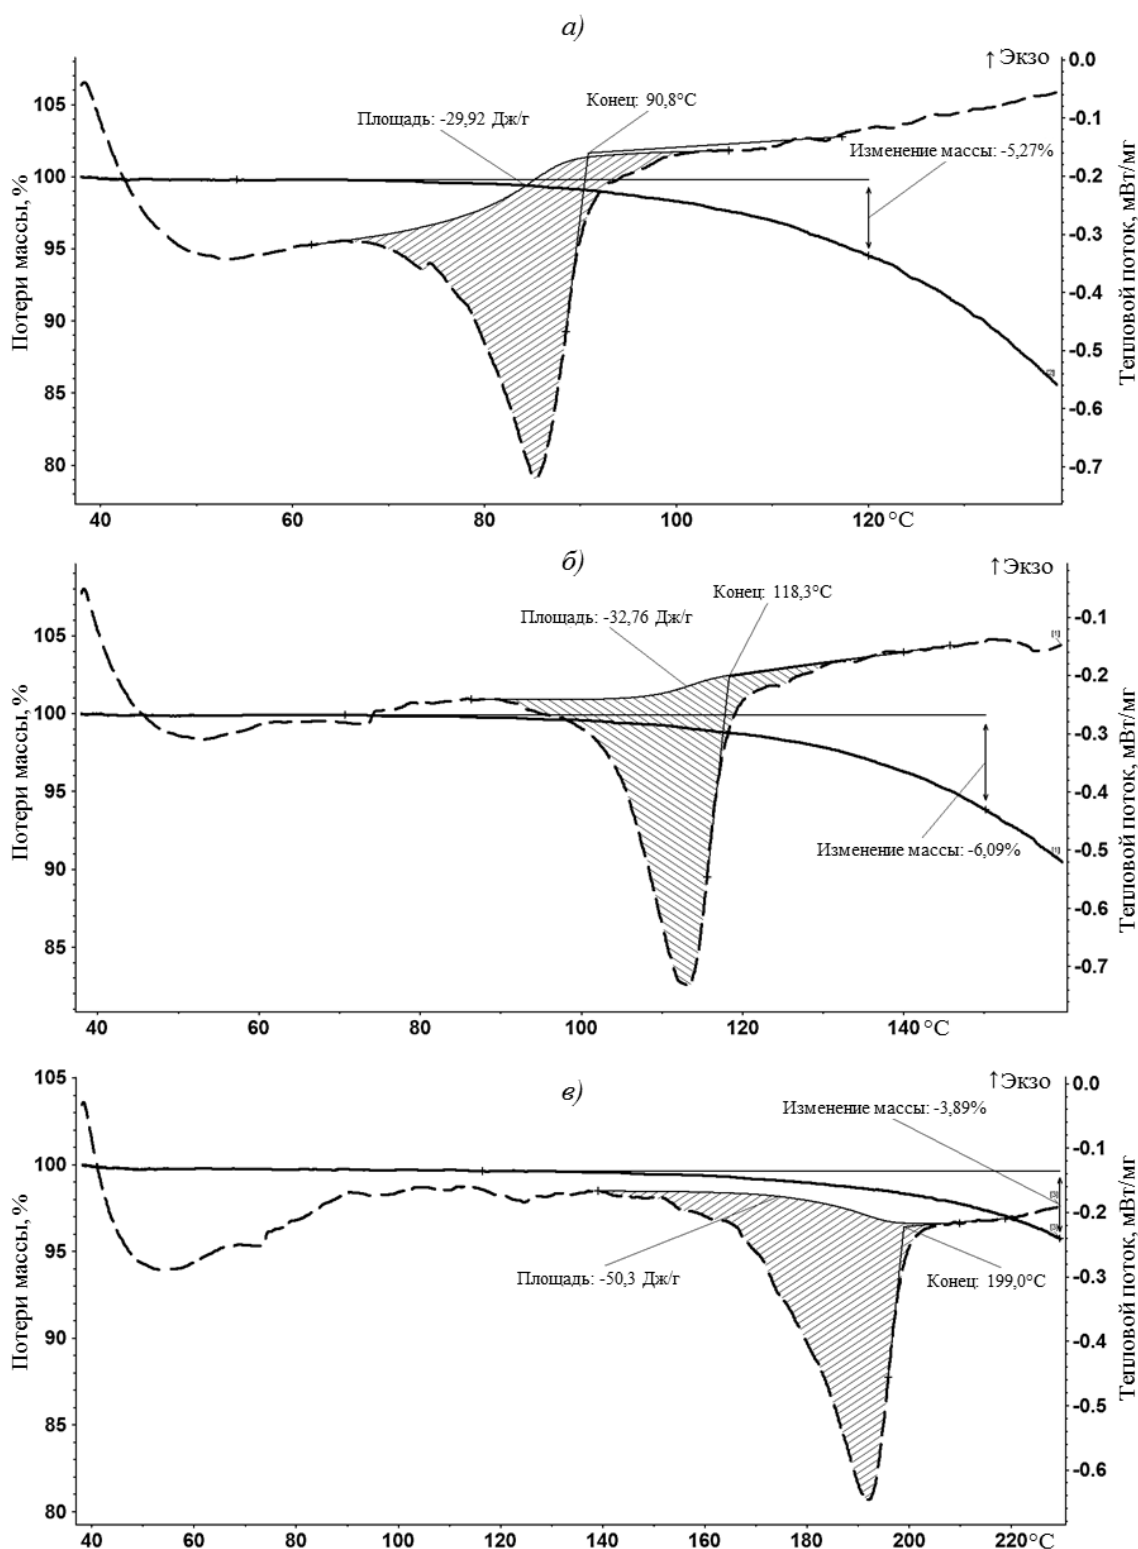 а)
↑ Экзо
Потери массы, %
105
100
95
90
85
80
Площадь: -29,92 Дж/г
Конец: 90,8°C
Изменение массы: -5,27%
0.0
-0.1
-0.2
-0.3
-0.4
-0.5
-0.6
-0.7
Тепловой поток, мВт/мг
40 60 80 100 120 °C
б)
↑ Экзо
Потери массы, %
105
100
95
90
85
Площадь: -32,76 Дж/г
Конец: 118,3°C
Изменение массы: -6,09%
[1]
[1]
-0.1
-0.2
-0.3
-0.4
-0.5
-0.6
-0.7
Тепловой поток, мВт/мг
40 60 80 100 120 140 °C
в)
↑ Экзо
Потери массы, %
105
100
95
90
85
80
Изменение массы: -3,89%
Площадь: -50,3 Дж/г
Конец: 199,0°C
0.0
-0.1
-0.2
-0.3
-0.4
-0.5
-0.6
Тепловой поток, мВт/мг
40 60 80 100 120 140 160 180 200 220 °C